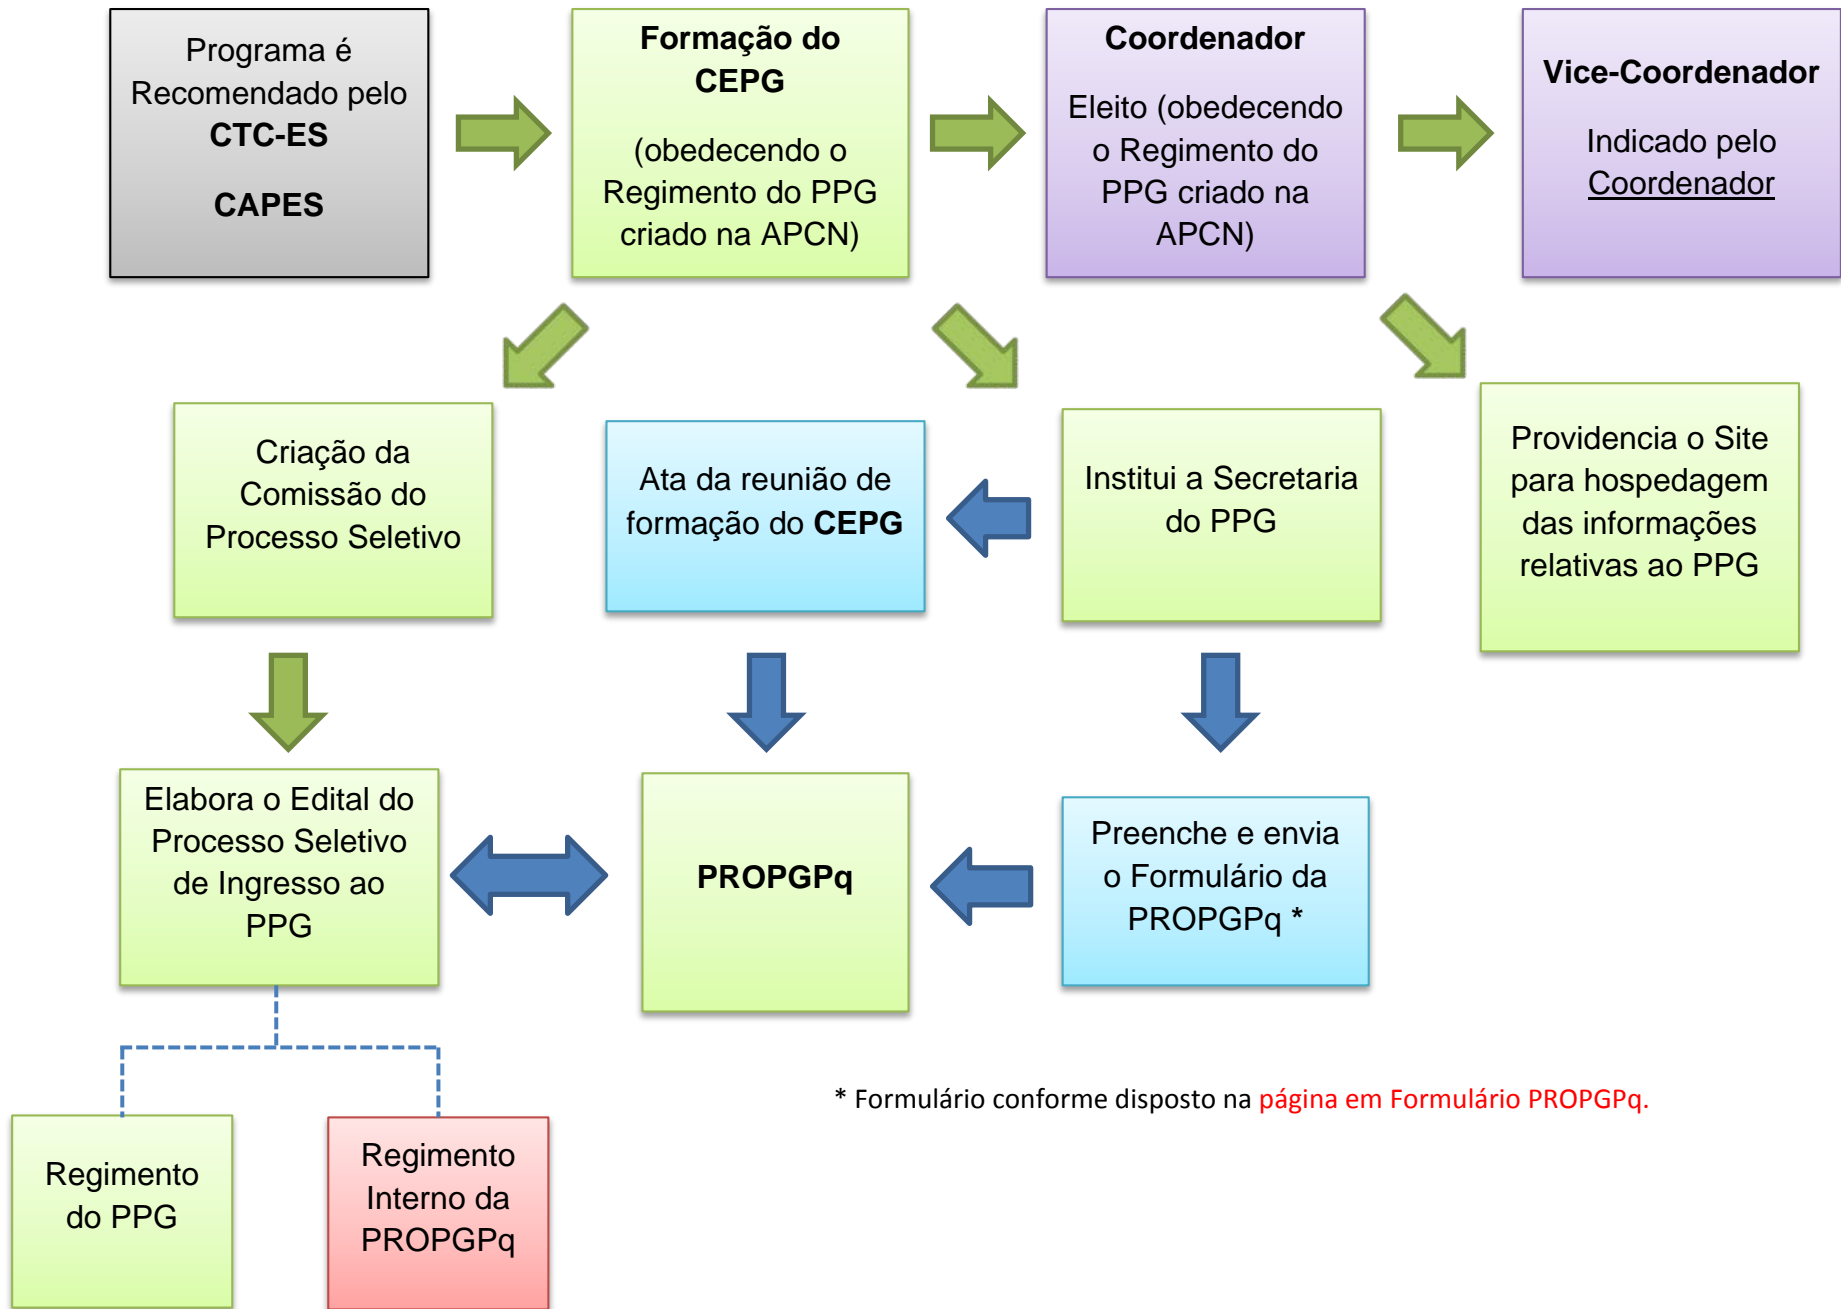 Programa é
Recomendado pelo
CTC-ES
CAPES
Formação do
CEPG
(obedecendo o
Regimento do PPG
criado na APCN)
Coordenador
Eleito (obedecendo
o Regimento do
PPG criado na
APCN)
Vice-Coordenador
Indicado pelo
Coordenador
Criação da
Comissão do
Processo Seletivo
Ata da reunião de
formação do CEPG
Institui a Secretaria
do PPG
Providencia o Site
para hospedagem
das informações
relativas ao PPG
Elabora o Edital do
Processo Seletivo
de Ingresso ao
PPG
PROPGPq
Preenche e envia
o Formulário da
PROPGPq *
* Formulário conforme disposto na página em Formulário PROPGPq.
Regimento
do PPG
Regimento
Interno da
PROPGPq